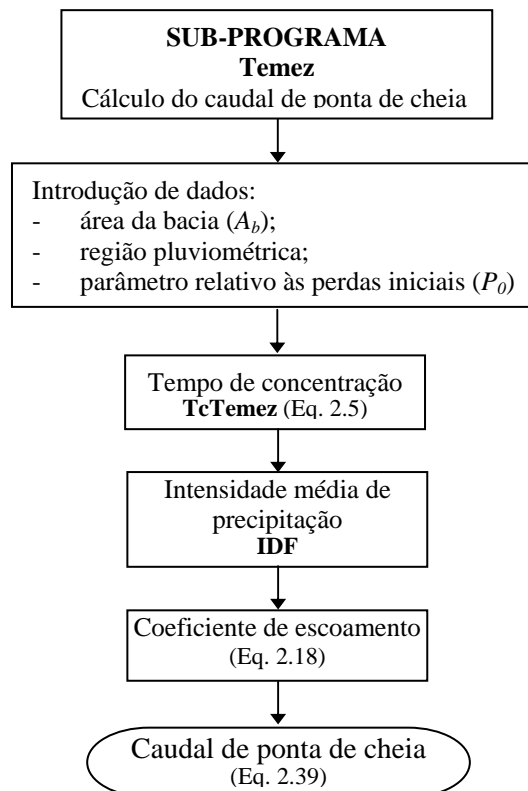 SUB-PROGRAMA
Temez
Cálculo do caudal de ponta de cheia
Introdução de dados:
- área da bacia (A_b);
- região pluviométrica;
- parâmetro relativo às perdas iniciais (P_0)
Tempo de concentração
TcTemez (Eq. 2.5)
Intensidade média de
precipitação
IDF
Coeficiente de escoamento
(Eq. 2.18)
Caudal de ponta de cheia
(Eq. 2.39)